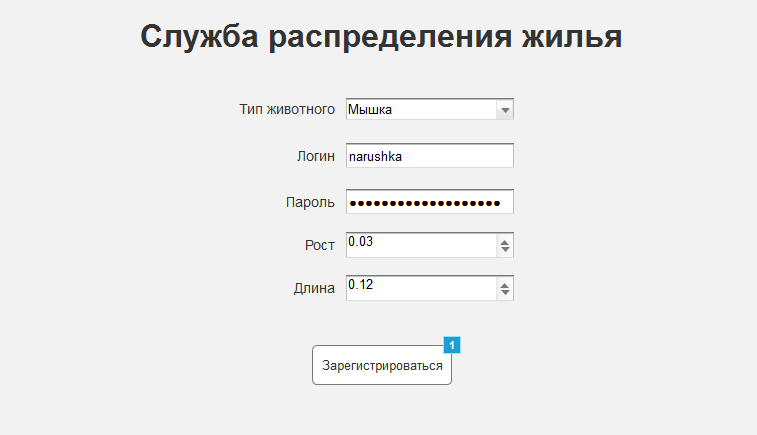 Служба распределения жилья
Тип животного Мышка
Логин narushka
Пароль ●●●●●●●●●●●●●●●●●●●
Рост 0.03
Длина 0.12
1
Зарегистрироваться